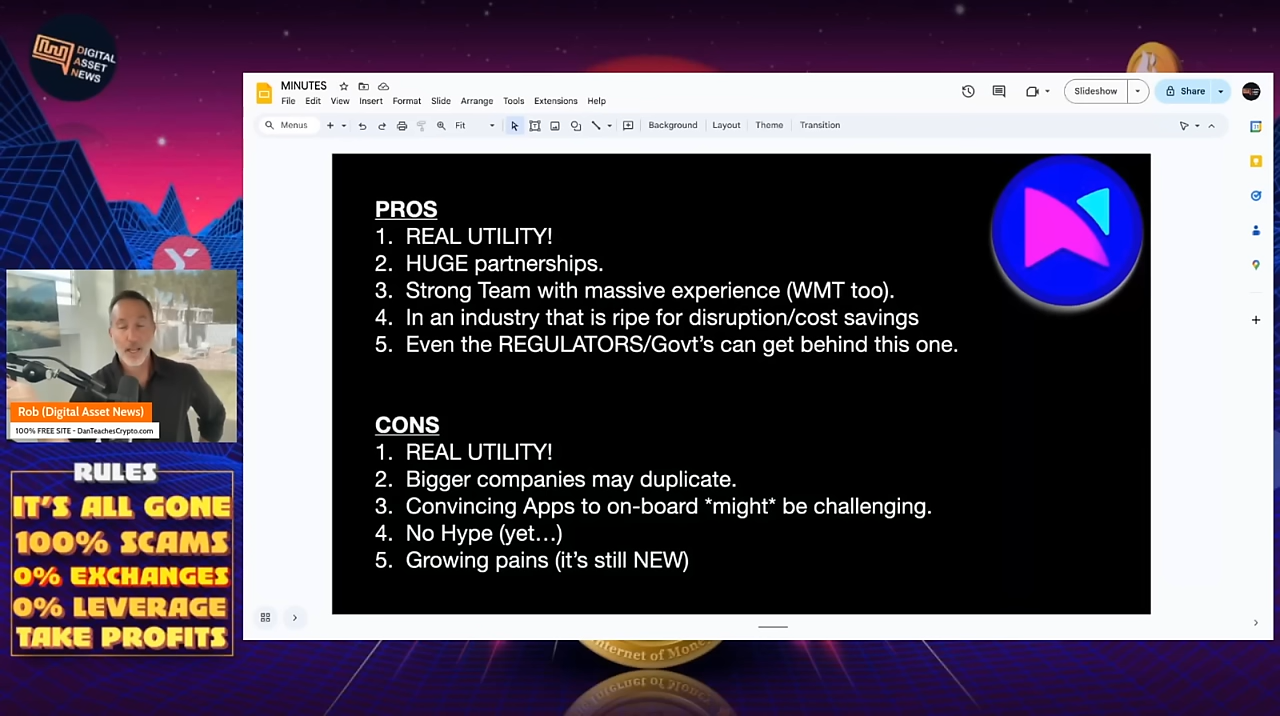 DIGITAL
ASSET
NEWS
MINUTES
File Edit View Insert Format Slide Arrange Tools Extensions Help
Slideshow
Share
Menus
Fit
Background Layout Theme Transition
PROS
1. REAL UTILITY!
2. HUGE partnerships.
3. Strong Team with massive experience (WMT too).
4. In an industry that is ripe for disruption/cost savings
5. Even the REGULATORS/Govt's can get behind this one.
CONS
1. REAL UTILITY!
2. Bigger companies may duplicate.
3. Convincing Apps to on-board *might* be challenging.
4. No Hype (yet…)
5. Growing pains (it's still NEW)
Rob (Digital Asset News)
100% FREE SITE - DanTeachesCrypto.com
RULES
IT'S ALL GONE
100% SCAMS
0% EXCHANGES
0% LEVERAGE
TAKE PROFITS